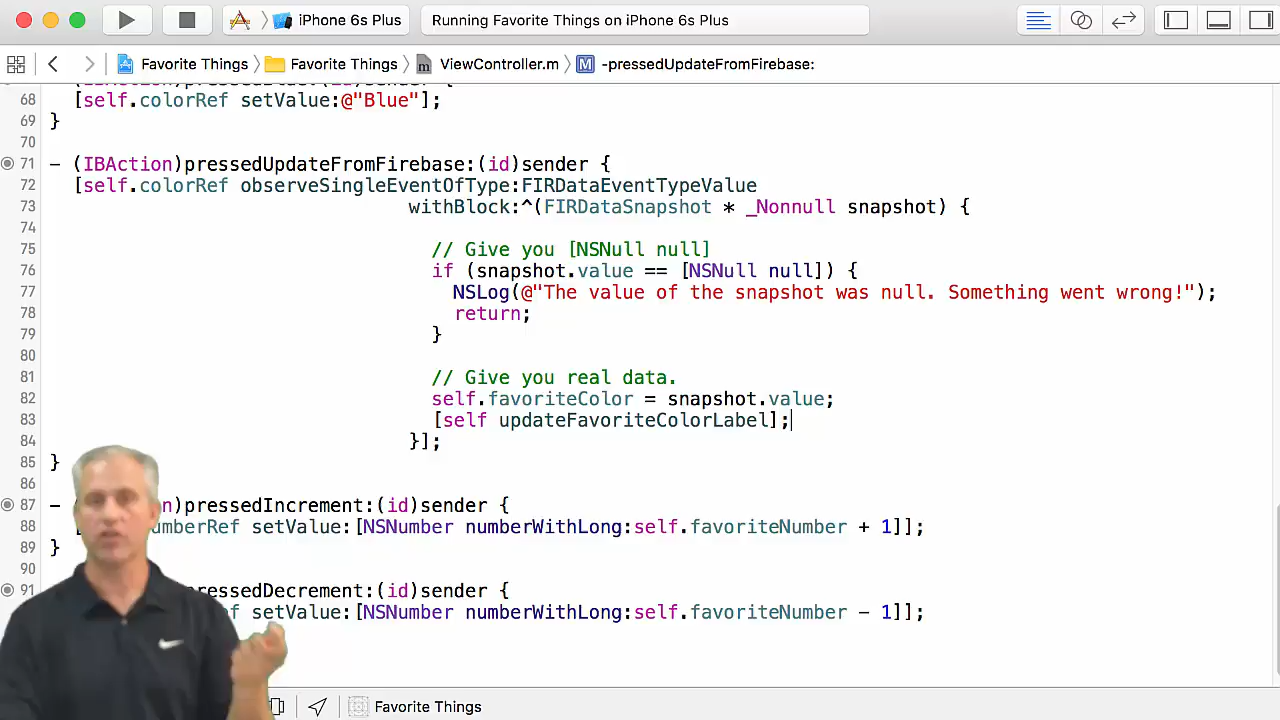 iPhone 6s Plus
Running Favorite Things on iPhone 6s Plus
Favorite Things
Favorite Things
ViewController.m
M
-pressedUpdateFromFirebase:
68 [self.colorRef setValue:@"Blue"];
69 }
70
71 - (IBAction)pressedUpdateFromFirebase:(id)sender {
72 [self.colorRef observeSingleEventOfType:FIRDataEventTypeValue
73 withBlock:^(FIRDataSnapshot * _Nonnull snapshot) {
74
75 // Give you [NSNull null]
76 if (snapshot.value == [NSNull null]) {
77 NSLog(@"The value of the snapshot was null. Something went wrong!");
78 return;
79 }
80
81 // Give you real data.
82 self.favoriteColor = snapshot.value;
83 [self updateFavoriteColorLabel];
84 }];
85 }
86
87 - on)pressedIncrement:(id)sender {
88 umberRef setValue:[NSNumber numberWithLong:self.favoriteNumber + 1]];
89 }
90
91 ressedDecrement:(id)sender {
f setValue:[NSNumber numberWithLong:self.favoriteNumber - 1]];
Favorite Things